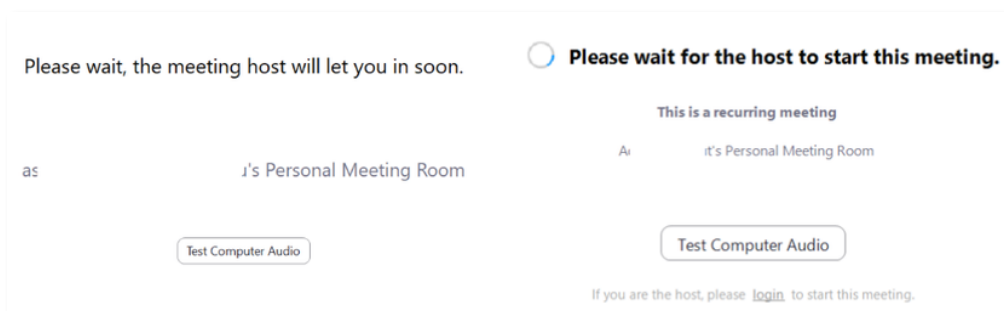 Please wait, the meeting host will let you in soon.
as
's Personal Meeting Room
Test Computer Audio
Please wait for the host to start this meeting.
This is a recurring meeting
t's Personal Meeting Room
Test Computer Audio
If you are the host, please login to start this meeting.